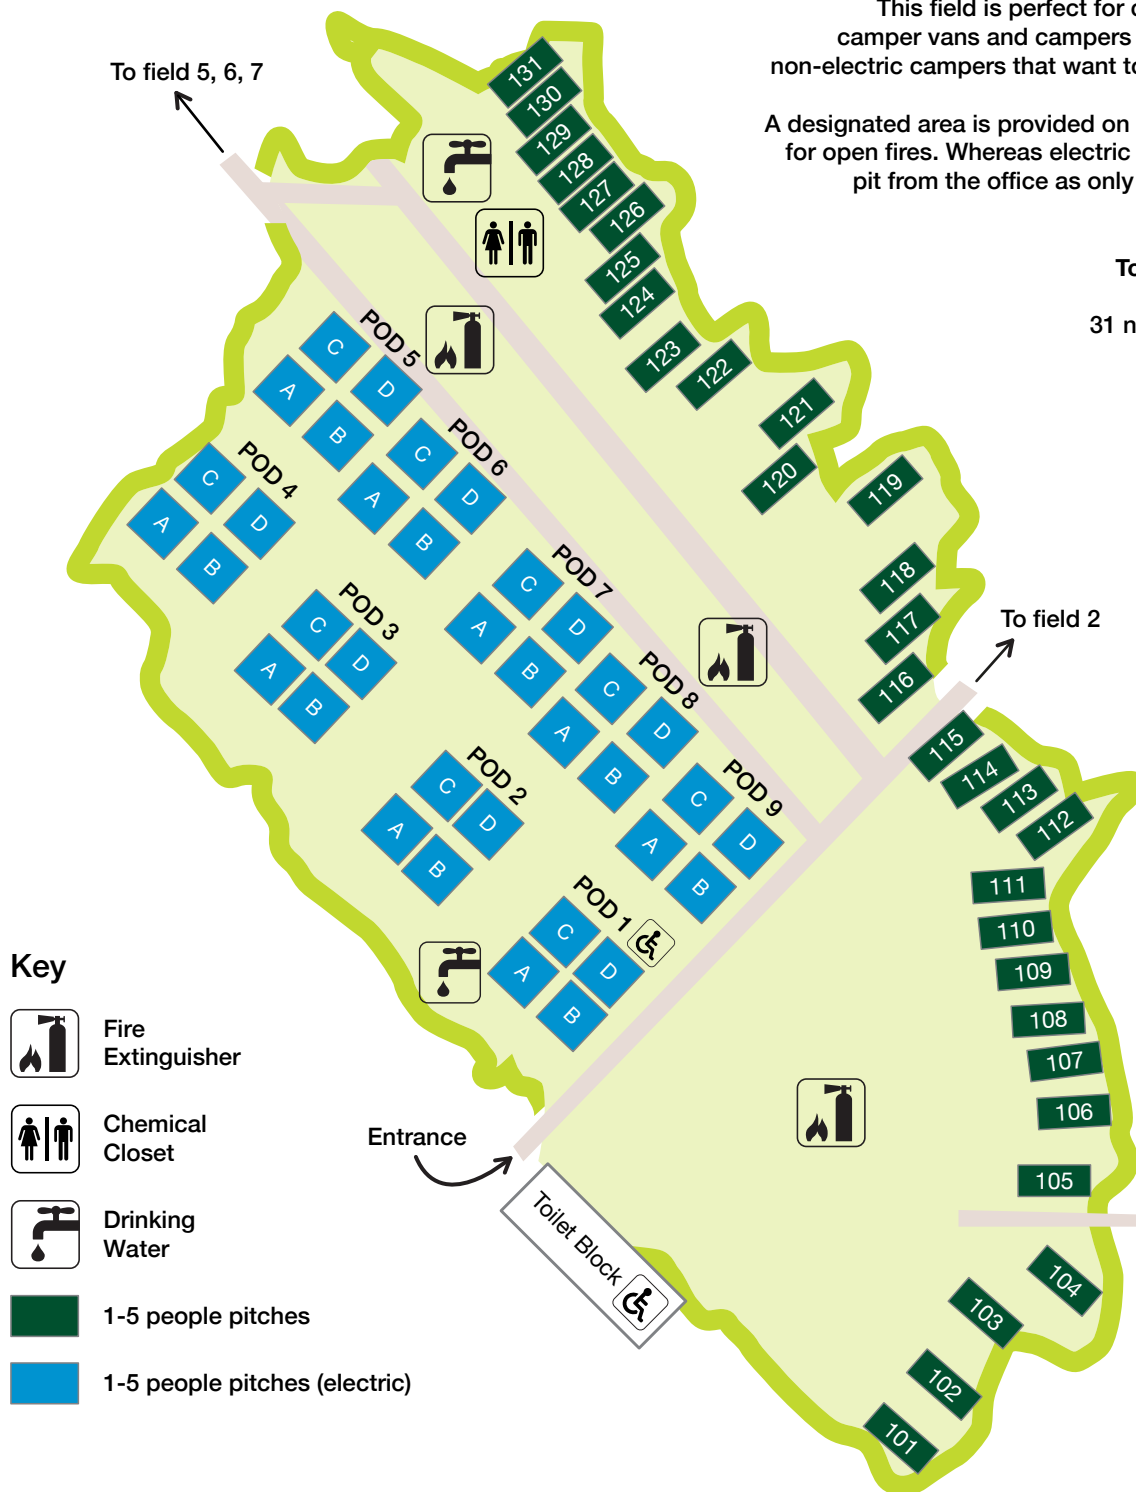 This field is perfect for
camper vans and campers
non-electric campers that want to
A designated area is provided on
for open fires. Whereas electric
pit from the office as only
31
To field 5, 6, 7
131
130
129
128
127
126
125
124
123
122
121
120
119
118
117
116
To field 2
115
114
113
112
111
110
109
108
107
106
105
104
103
102
101
POD 5
C
D
A
B
POD 6
C
D
A
B
POD 4
C
D
A
B
POD 7
C
D
A
B
POD 3
C
D
A
B
POD 8
C
D
A
B
POD 2
C
D
A
B
POD 9
C
D
A
B
POD 1
C
D
A
B
Entrance
Toilet Block
Key
Fire
Extinguisher
Chemical
Closet
Drinking
Water
1-5 people pitches
1-5 people pitches (electric)